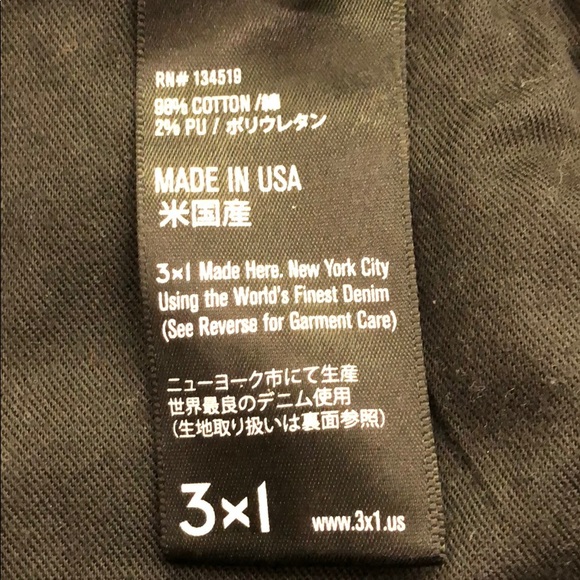 RN# 134519
98% COTTON /綿
2% PU / ポリウレタン
MADE IN USA
米国産
3×1 Made Here. New York City
Using the World's Finest Denim
(See Reverse for Garment Care)
ニューヨーク市にて生産
世界最良のデニム使用
(生地取り扱いは裏面参照)
3×1 www.3x1.us